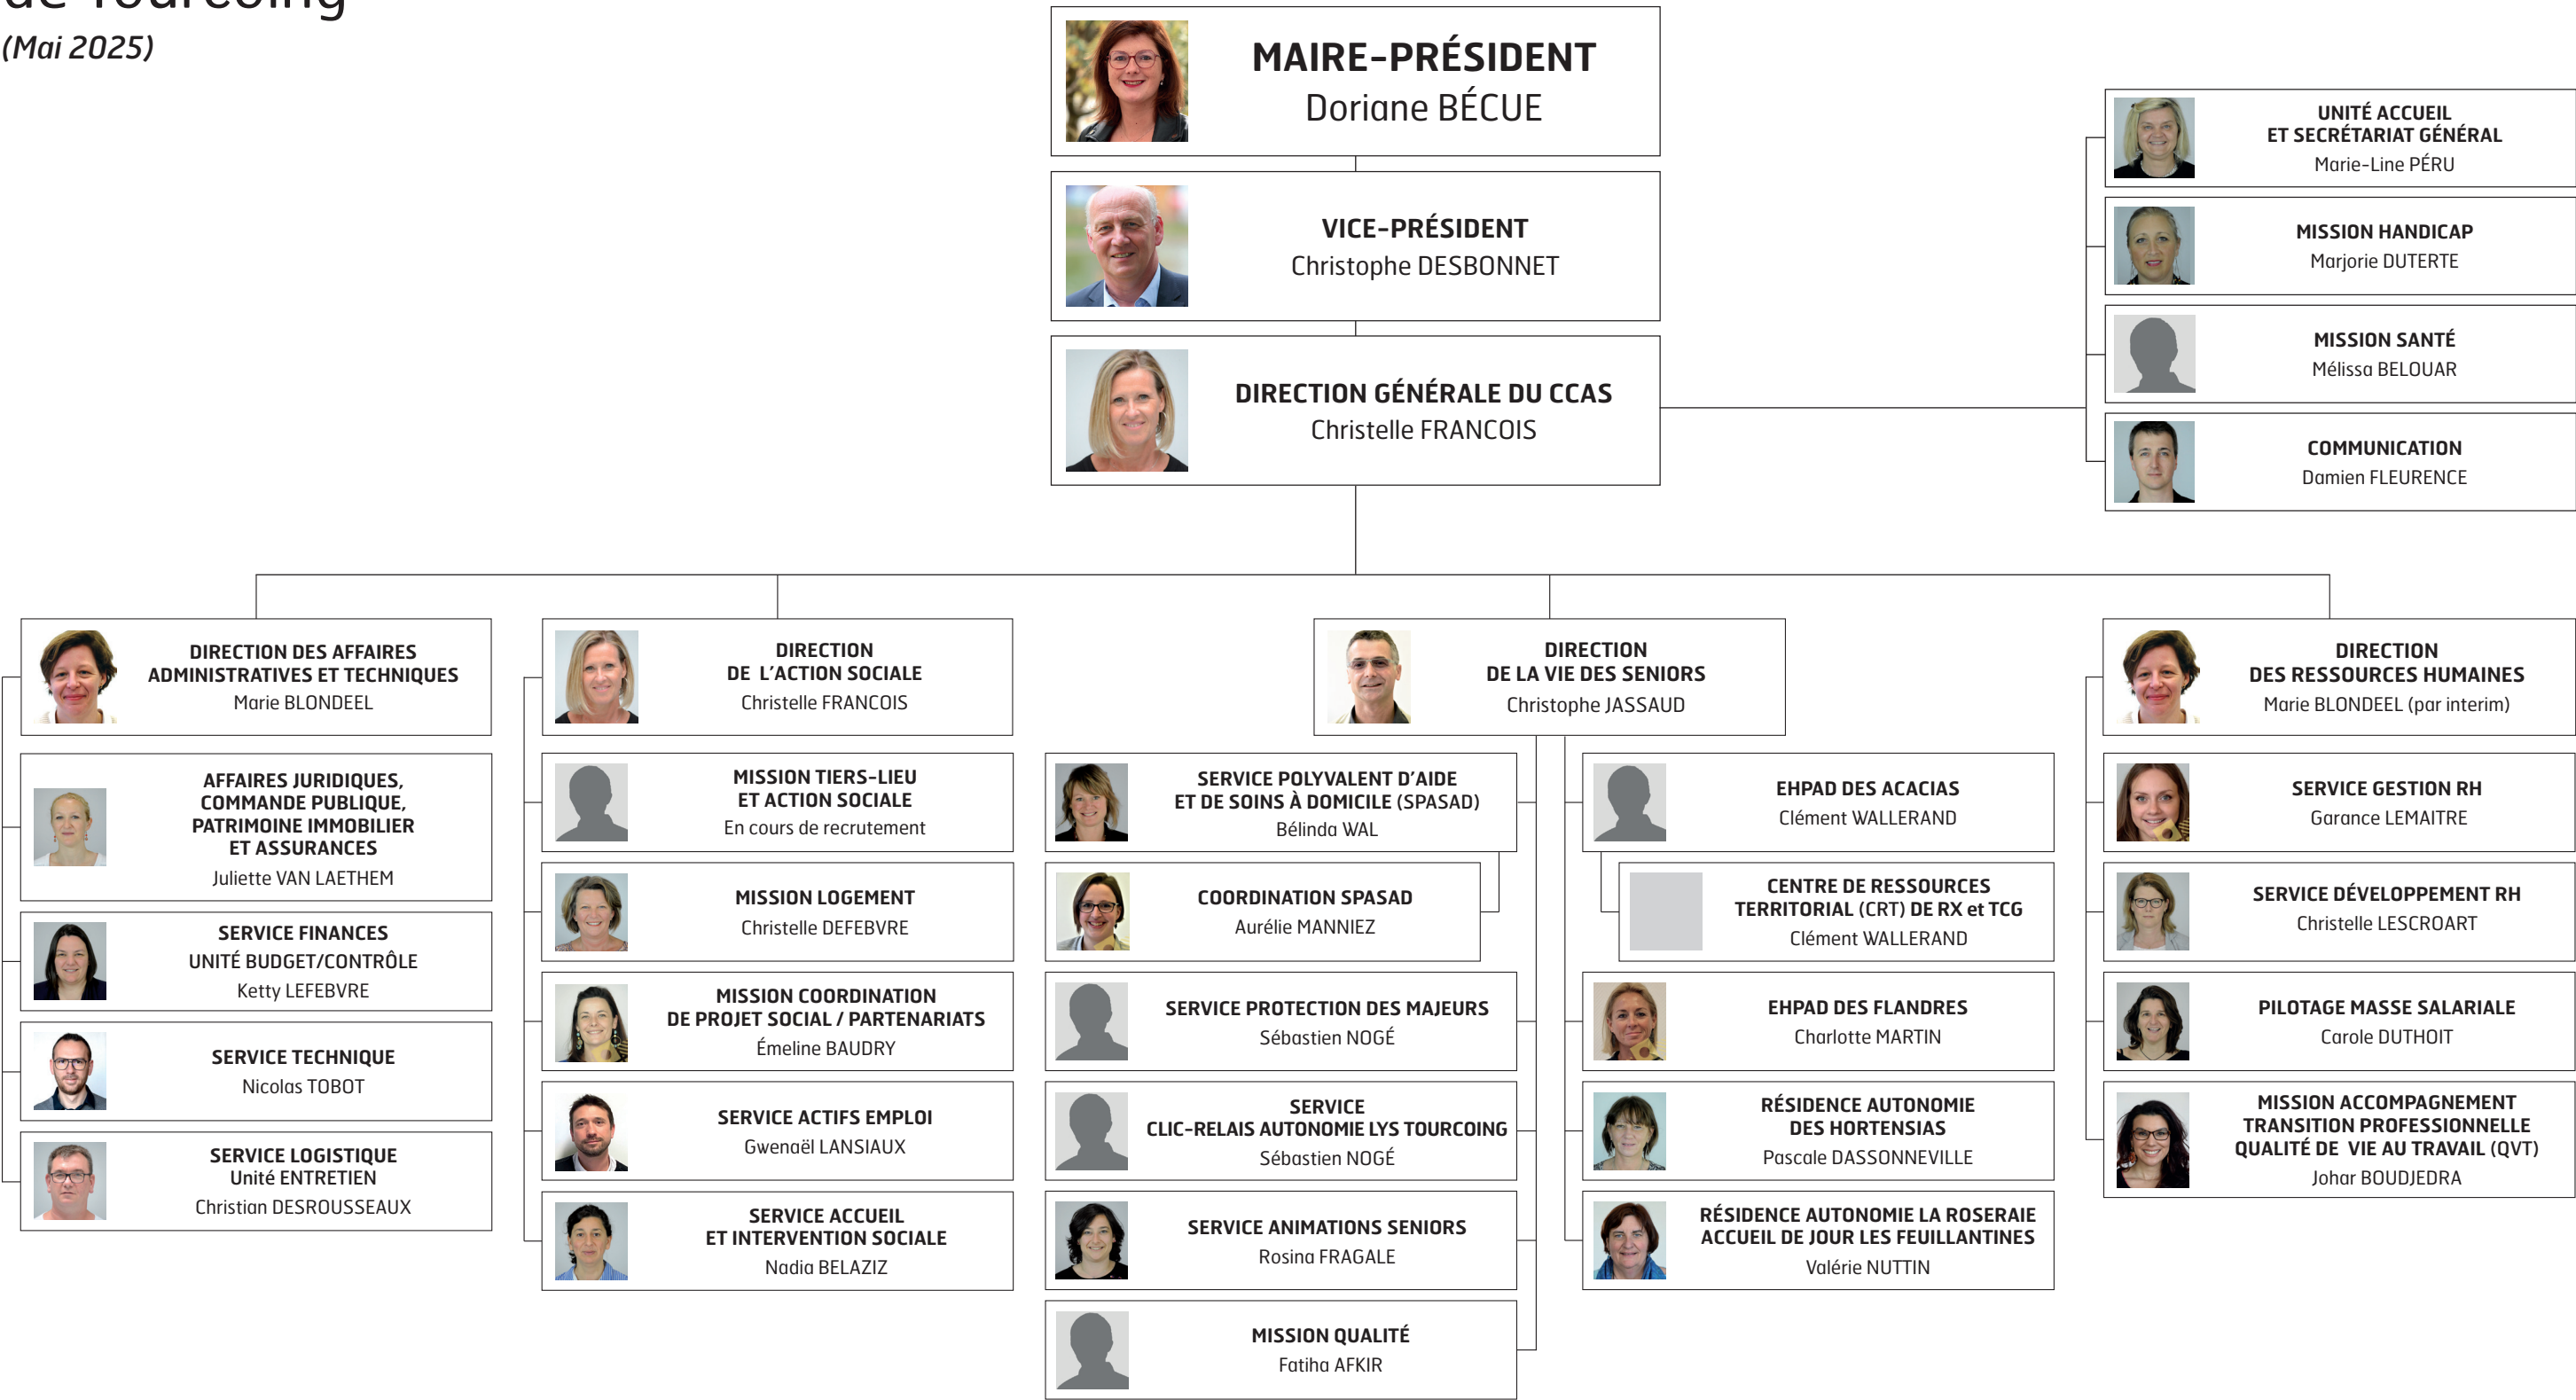 de Tourcoing
(Mai 2025)
MAIRE-PRÉSIDENT
Doriane BÉCUE
VICE-PRÉSIDENT
Christophe DESBONNET
DIRECTION GÉNÉRALE DU CCAS
Christelle FRANCOIS
UNITÉ ACCUEIL
ET SECRÉTARIAT GÉNÉRAL
Marie-Line PÉRU
MISSION HANDICAP
Marjorie DUTERTE
MISSION SANTÉ
Mélissa BELOUAR
COMMUNICATION
Damien FLEURENCE
DIRECTION DES AFFAIRES
ADMINISTRATIVES ET TECHNIQUES
Marie BLONDEEL
AFFAIRES JURIDIQUES,
COMMANDE PUBLIQUE,
PATRIMOINE IMMOBILIER
ET ASSURANCES
Juliette VAN LAETHEM
SERVICE FINANCES
UNITÉ BUDGET/CONTRÔLE
Ketty LEFEBVRE
SERVICE TECHNIQUE
Nicolas TOBOT
SERVICE LOGISTIQUE
Unité ENTRETIEN
Christian DESROUSSEAUX
DIRECTION
DE L'ACTION SOCIALE
Christelle FRANCOIS
MISSION TIERS-LIEU
ET ACTION SOCIALE
En cours de recrutement
MISSION LOGEMENT
Christelle DEFEBVRE
MISSION COORDINATION
DE PROJET SOCIAL / PARTENARIATS
Émeline BAUDRY
SERVICE ACTIFS EMPLOI
Gwenaël LANSIAUX
SERVICE ACCUEIL
ET INTERVENTION SOCIALE
Nadia BELAZIZ
DIRECTION
DE LA VIE DES SENIORS
Christophe JASSAUD
SERVICE POLYVALENT D'AIDE
ET DE SOINS À DOMICILE (SPASAD)
Bélinda WAL
COORDINATION SPASAD
Aurélie MANNIEZ
SERVICE PROTECTION DES MAJEURS
Sébastien NOGÉ
SERVICE
CLIC-RELAIS AUTONOMIE LYS TOURCOING
Sébastien NOGÉ
SERVICE ANIMATIONS SENIORS
Rosina FRAGALE
MISSION QUALITÉ
Fatiha AFKIR
EHPAD DES ACACIAS
Clément WALLERAND
CENTRE DE RESSOURCES
TERRITORIAL (CRT) DE RX et TCG
Clément WALLERAND
EHPAD DES FLANDRES
Charlotte MARTIN
RÉSIDENCE AUTONOMIE
DES HORTENSIAS
Pascale DASSONNEVILLE
RÉSIDENCE AUTONOMIE LA ROSERAIE
ACCUEIL DE JOUR LES FEUILLANTINES
Valérie NUTTIN
DIRECTION
DES RESSOURCES HUMAINES
Marie BLONDEEL (par interim)
SERVICE GESTION RH
Garance LEMAITRE
SERVICE DÉVELOPPEMENT RH
Christelle LESCROART
PILOTAGE MASSE SALARIALE
Carole DUTHOIT
MISSION ACCOMPAGNEMENT
TRANSITION PROFESSIONNELLE
QUALITÉ DE VIE AU TRAVAIL (QVT)
Johar BOUDJEDRA